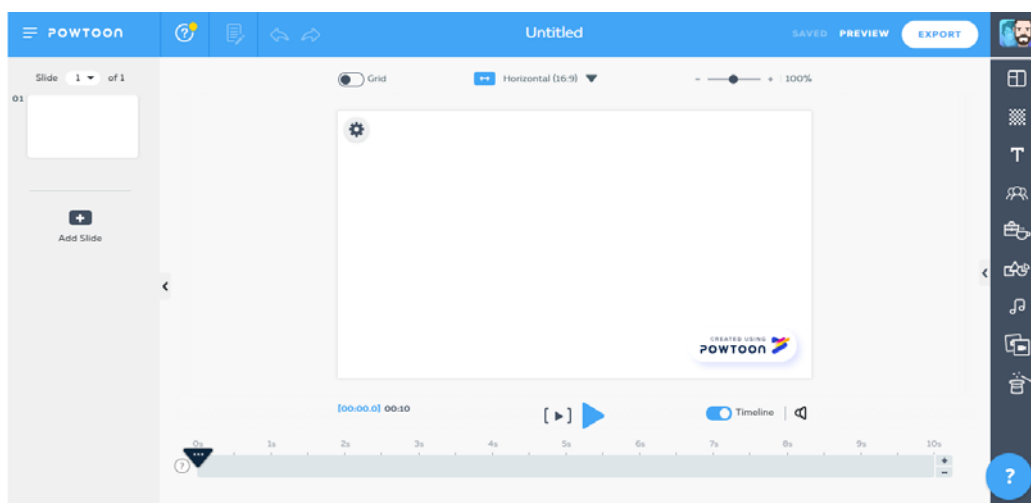 POWTOON
Untitled
SAVED PREVIEW EXPORT
Slide 1 of 1
Grid
Horizontal (16:9)
- + 100%
01
Add Slide
CREATED USING
POWTOON
[00:00.0] 00:10
Timeline
0s 1s 2s 3s 4s 5s 6s 7s 8s 9s 10s
?
+
-
?